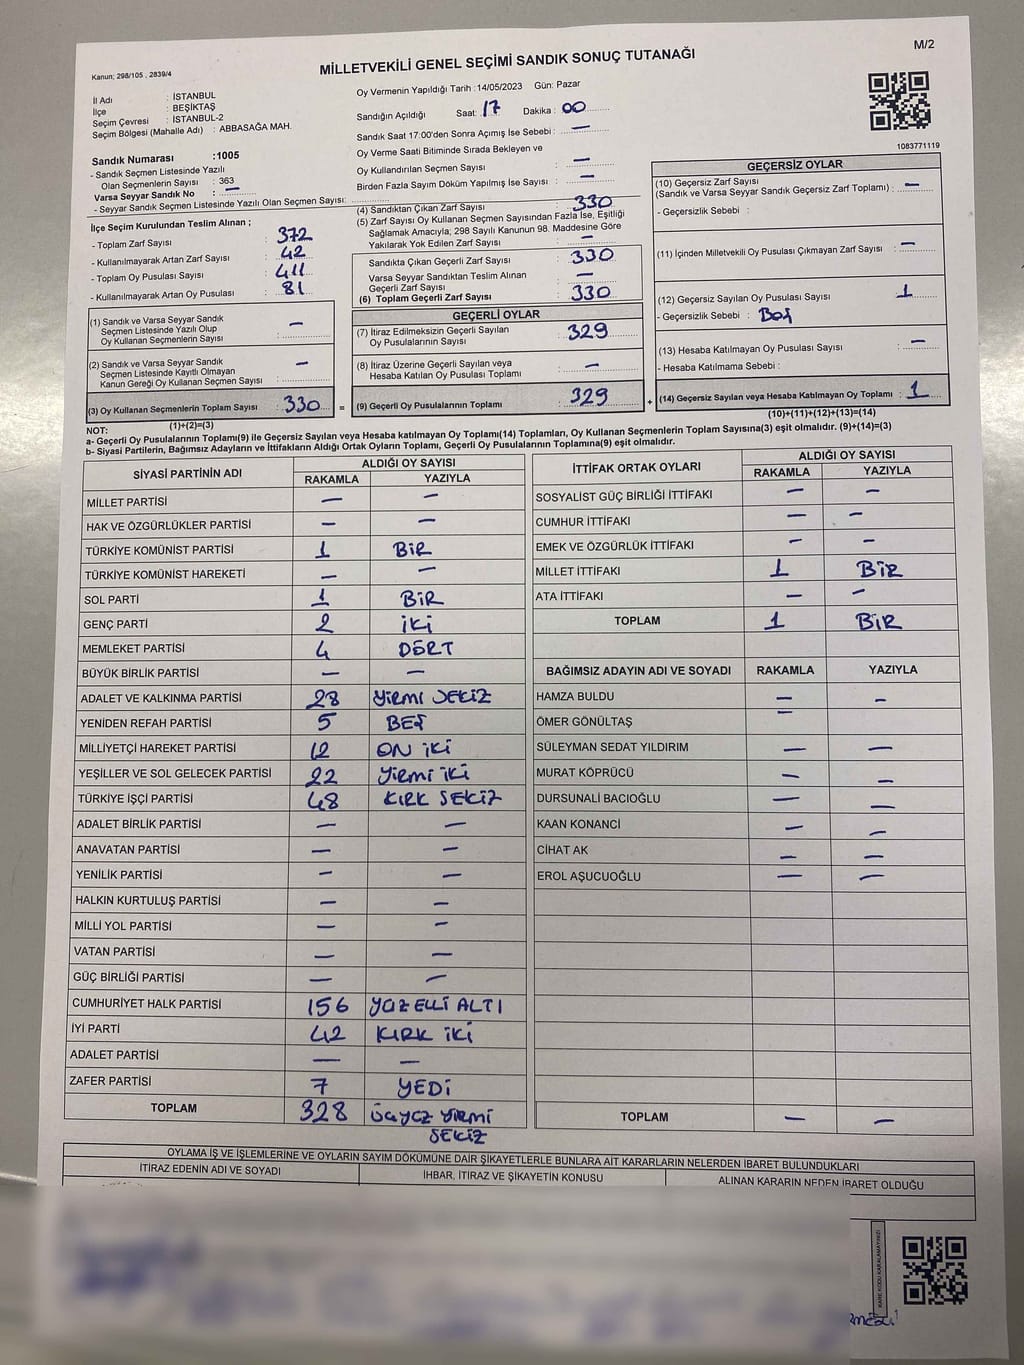 M/2
Kanun; 298/105 , 2839/4
MİLLETVEKİLİ GENEL SEÇİMİ SANDIK SONUÇ TUTANAĞI
İl Adı : İSTANBUL
İlçe : BEŞİKTAŞ
Seçim Çevresi : İSTANBUL-2
Seçim Bölgesi (Mahalle Adı) : ABBASAĞA MAH.
Sandık Numarası :1005
- Sandık Seçmen Listesinde Yazılı
Olan Seçmenlerin Sayısı : 363
Varsa Seyyar Sandık No : —
- Seyyar Sandık Seçmen Listesinde Yazılı Olan Seçmen Sayısı:
İlçe Seçim Kurulundan Teslim Alınan ;
- Toplam Zarf Sayısı : 372
- Kullanılmayarak Artan Zarf Sayısı : 42
- Toplam Oy Pusulası Sayısı : 411
- Kullanılmayarak Artan Oy Pusulası : 81
(1) Sandık ve Varsa Seyyar Sandık
Seçmen Listesinde Yazılı Olup
Oy Kullanan Seçmenlerin Sayısı : —
(2) Sandık ve Varsa Seyyar Sandık
Seçmen Listesinde Kayıtlı Olmayan
Kanun Gereği Oy Kullanan Seçmen Sayısı : —
(3) Oy Kullanan Seçmenlerin Toplam Sayısı : 330
(1)+(2)=(3)
Oy Vermenin Yapıldığı Tarih :14/05/2023 Gün: Pazar
Sandığın Açıldığı Saat: 17 Dakika : 00
Sandık Saat 17:00'den Sonra Açımış İse Sebebi : —
Oy Verme Saati Bitiminde Sırada Bekleyen ve
Oy Kullandırılan Seçmen Sayısı : —
Birden Fazla Sayım Döküm Yapılmış İse Sayısı : —
(4) Sandıktan Çıkan Zarf Sayısı : 330
(5) Zarf Sayısı Oy Kullanan Seçmen Sayısından Fazla İse, Eşitliği
Sağlamak Amacıyla; 298 Sayılı Kanunun 98. Maddesine Göre
Yakılarak Yok Edilen Zarf Sayısı : —
Sandıkta Çıkan Geçerli Zarf Sayısı : 330
Varsa Seyyar Sandıktan Teslim Alınan
Geçerli Zarf Sayısı : —
(6) Toplam Geçerli Zarf Sayısı : 330
GEÇERLİ OYLAR
(7) İtiraz Edilmeksizin Geçerli Sayılan
Oy Pusulalarının Sayısı : 329
(8) İtiraz Üzerine Geçerli Sayılan veya
Hesaba Katılan Oy Pusulası Toplamı : —
= (9) Geçerli Oy Pusulalarının Toplamı : 329 +
1083771119
GEÇERSİZ OYLAR
(10) Geçersiz Zarf Sayısı
(Sandık ve Varsa Seyyar Sandık Geçersiz Zarf Toplamı) : —
- Geçersizlik Sebebi :
(11) İçinden Milletvekili Oy Pusulası Çıkmayan Zarf Sayısı : —
(12) Geçersiz Sayılan Oy Pusulası Sayısı : 1
- Geçersizlik Sebebi : Boş
(13) Hesaba Katılmayan Oy Pusulası Sayısı : —
- Hesaba Katılmama Sebebi :
(14) Geçersiz Sayılan veya Hesaba Katılmayan Oy Toplamı : 1
(10)+(11)+(12)+(13)=(14)
NOT:
a- Geçerli Oy Pusulalarının Toplamı(9) ile Geçersiz Sayılan veya Hesaba katılmayan Oy Toplamı(14) Toplamları, Oy Kullanan Seçmenlerin Toplam Sayısına(3) eşit olmalıdır. (9)+(14)=(3)
b- Siyasi Partilerin, Bağımsız Adayların ve İttifakların Aldığı Ortak Oyların Toplamı, Geçerli Oy Pusulalarının Toplamına(9) eşit olmalıdır.
SİYASİ PARTİNİN ADI ALDIĞI OY SAYISI
RAKAMLA YAZIYLA
MİLLET PARTİSİ — —
HAK VE ÖZGÜRLÜKLER PARTİSİ — —
TÜRKİYE KOMÜNİST PARTİSİ 1 BİR
TÜRKİYE KOMÜNİST HAREKETİ — —
SOL PARTİ 1 BİR
GENÇ PARTİ 2 İKİ
MEMLEKET PARTİSİ 4 DÖRT
BÜYÜK BİRLİK PARTİSİ — —
ADALET VE KALKINMA PARTİSİ 28 YİRMİ SEKİZ
YENİDEN REFAH PARTİSİ 5 BEŞ
MİLLİYETÇİ HAREKET PARTİSİ 12 ON İKİ
YEŞİLLER VE SOL GELECEK PARTİSİ 22 YİRMİ İKİ
TÜRKİYE İŞÇİ PARTİSİ 48 KIRK SEKİZ
ADALET BİRLİK PARTİSİ — —
ANAVATAN PARTİSİ — —
YENİLİK PARTİSİ — —
HALKIN KURTULUŞ PARTİSİ — —
MİLLİ YOL PARTİSİ — —
VATAN PARTİSİ — —
GÜÇ BİRLİĞİ PARTİSİ — —
CUMHURİYET HALK PARTİSİ 156 YÜZELLİ ALTI
İYİ PARTİ 42 KIRK İKİ
ADALET PARTİSİ — —
ZAFER PARTİSİ 7 YEDİ
TOPLAM 328 ÜÇYÜZ YİRMİ
SEKİZ
İTTİFAK ORTAK OYLARI ALDIĞI OY SAYISI
RAKAMLA YAZIYLA
SOSYALİST GÜÇ BİRLİĞİ İTTİFAKI — —
CUMHUR İTTİFAKI — —
EMEK VE ÖZGÜRLÜK İTTİFAKI — —
MİLLET İTTİFAKI 1 BİR
ATA İTTİFAKI — —
TOPLAM 1 BİR
BAĞIMSIZ ADAYIN ADI VE SOYADI RAKAMLA YAZIYLA
HAMZA BULDU — —
ÖMER GÖNÜLTAŞ —
SÜLEYMAN SEDAT YILDIRIM — —
MURAT KÖPRÜCÜ — —
DURSUNALİ BACIOĞLU — —
KAAN KONANCİ — —
CİHAT AK — —
EROL AŞUCUOĞLU — —
TOPLAM — —
OYLAMA İŞ VE İŞLEMLERİNE VE OYLARIN SAYIM DÖKÜMÜNE DAİR ŞİKAYETLERLE BUNLARA AİT KARARLARIN NELERDEN İBARET BULUNDUKLARI
İTİRAZ EDENİN ADI VE SOYADI İHBAR, İTİRAZ VE ŞİKAYETİN KONUSU ALINAN KARARIN NEDEN İBARET OLDUĞU
KARE KODU KARALAMAYINIZ!